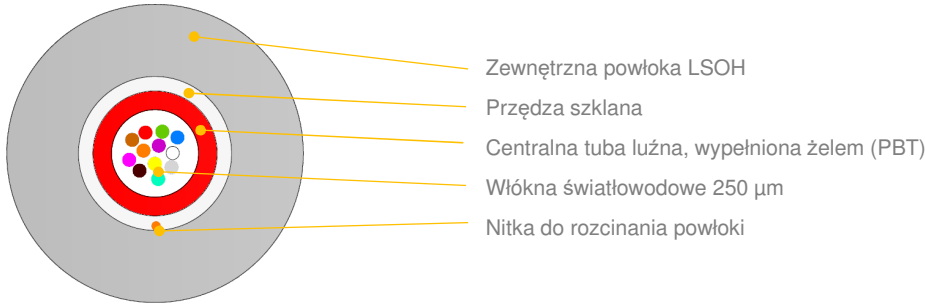 Zewnętrzna powłoka LSOH
Przędza szklana
Centralna tuba luźna, wypełniona żelem (PBT)
Włókna światłowodowe 250 µm
Nitka do rozcinania powłoki